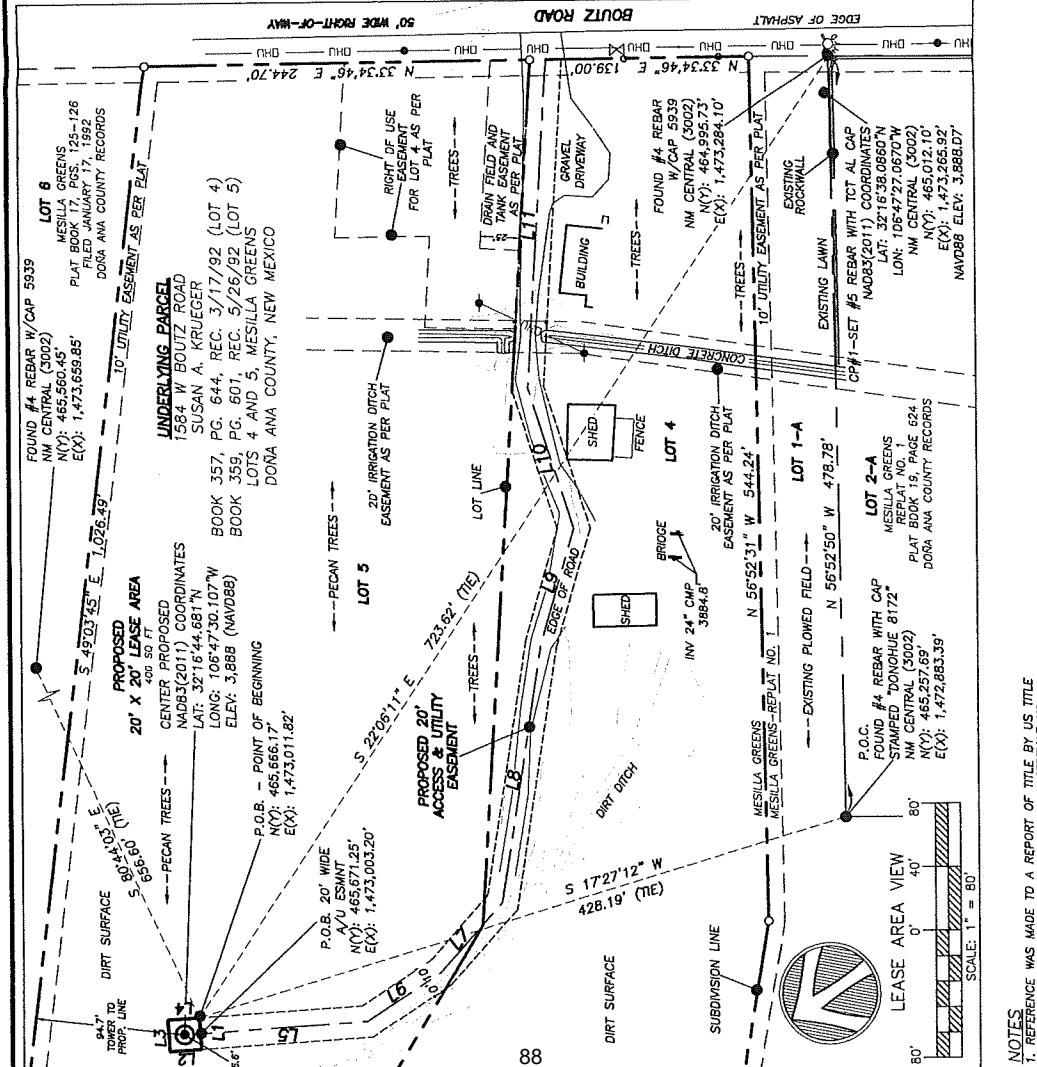 50' WIDE RIGHT-OF-WAY
BOUTZ ROAD
EDGE OF ASPHALT
OHU
OHU
OHU
OHU
OHU
OHU
OHU
OHU
N 33°34'46" E 244.70'
N 33°34'46" E 139.00'
FOUND #4 REBAR W/CAP 5939
NM CENTRAL (3002)
N(Y): 465,560.45'
E(X): 1,473,659.85'
LOT 6
MESILLA GREENS
PLAT BOOK 17, PGS. 125-126
FILED JANUARY 17, 1992
DOÑA ANA COUNTY RECORDS
10' UTILITY EASEMENT AS PER PLAT
S 49°03'45" E 1,026.49'
UNDERLYING PARCEL
1584 W BOUTZ ROAD
SUSAN A. KRUEGER
BOOK 357, PG. 644, REC. 3/17/92 (LOT 4)
BOOK 359, PG. 601, REC. 5/26/92 (LOT 5)
LOTS 4 AND 5, MESILLA GREENS
DOÑA ANA COUNTY, NEW MEXICO
RIGHT OF USE
EASEMENT
FOR LOT 4 AS PER
PLAT
TREES
DRAIN FIELD AND
TANK EASEMENT
AS PER PLAT
25'
L11
GRAVEL
DRIVEWAY
BUILDING
TREES
FOUND #4 REBAR
W/CAP 5939
NM CENTRAL (3002)
N(Y): 464,995.73'
E(X): 1,473,284.10'
TREES
10' UTILITY EASEMENT AS PER PLAT
EXISTING
ROCKWALL
EXISTING LAWN
CP#1-SET #5 REBAR WITH TCT AL CAP
NAD83(2011) COORDINATES
LAT: 32°16'38.0860"N
LON: 106°47'27.0670"W
NM CENTRAL (3002)
N(Y): 465,012.10'
E(X): 1,473,265.92'
NAVD88 ELEV: 3,888.07'
PROPOSED
20' X 20' LEASE AREA
400 SQ FT
CENTER PROPOSED
NAD83(2011) COORDINATES
LAT: 32°16'44.681"N
LONG: 106°47'30.107"W
ELEV: 3,888 (NAVD88)
PECAN TREES
LOT 5
20' IRRIGATION DITCH
EASEMENT AS PER PLAT
LOT LINE
L10
SHED
FENCE
LOT 4
CONCRETE DITCH
20' IRRIGATION DITCH
EASEMENT AS PER PLAT
BRIDGE
INV 24" CMP
3884.8'
SHED
L9
EDGE OF ROAD
N 56°52'31" W 544.24'
LOT 1-A
EXISTING PLOWED FIELD
N 56°52'50" W 478.78'
LOT 2-A
MESILLA GREENS
REPLAT NO. 1
PLAT BOOK 19, PAGE 624
DOÑA ANA COUNTY RECORDS
P.O.B. - POINT OF BEGINNING
N(Y): 465,666.17'
E(X): 1,473,011.82'
S 22°06'11" E 723.62' (TIE)
TREES
PROPOSED 20'
ACCESS & UTILITY
EASEMENT
L8
DIRT DITCH
MESILLA GREENS
MESILLA GREENS-REPLAT NO. 1
P.O.C.
FOUND #4 REBAR WITH CAP
STAMPED "DONOHUE 8172"
NM CENTRAL (3002)
N(Y): 465,257.69'
E(X): 1,472,883.39'
S 80°44'03" E
656.60' (TIE)
PECAN TREES
P.O.B. 20' WIDE
A/U ESMNT
N(Y): 465,671.25'
E(X): 1,473,003.20'
S 17°27'12" W
428.19' (TIE)
DIRT SURFACE
94.7'
TOWER TO
PROP. LINE
L3
L4
L1
L2
L5
L6
L7
10'
10'
DIRT SURFACE
SUBDIVISION LINE
LEASE AREA VIEW
80'
0'
40'
80'
SCALE: 1" = 80'
88
NOTES
1. REFERENCE WAS MADE TO A REPORT OF TITLE BY US TITLE